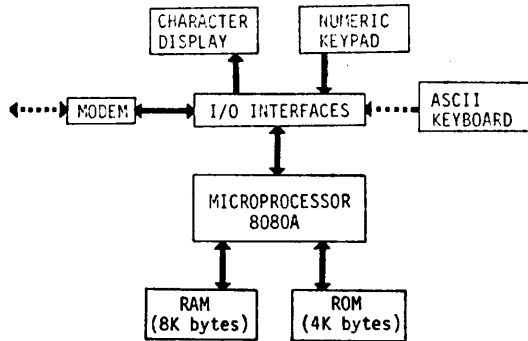 CHARACTER
DISPLAY
NUMERIC
KEYPAD
MODEM
I/O INTERFACES
ASCII
KEYBOARD
MICROPROCESSOR
8080A
RAM
(8K bytes)
ROM
(4K bytes)